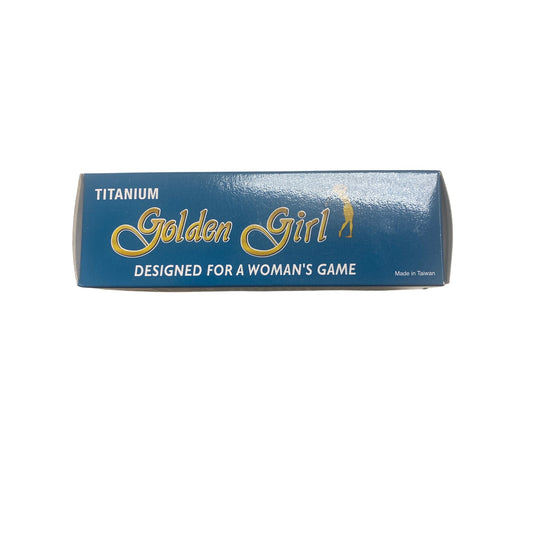 TITANIUM
Golden Girl
DESIGNED FOR A WOMAN'S GAME
Made in Taiwan